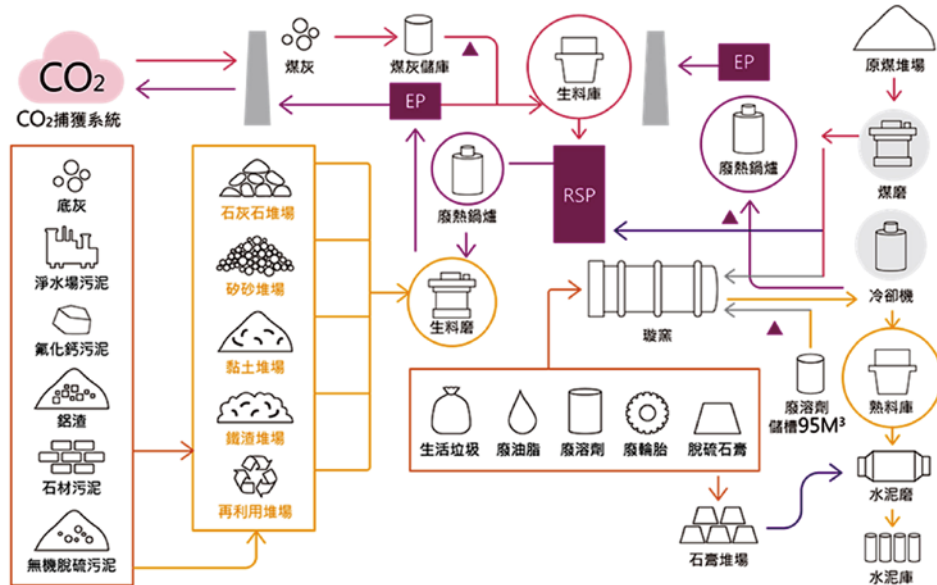 CO₂
CO₂捕獲系統
煤灰
煤灰儲庫
EP
生料庫
EP
原煤堆場
煤磨
廢熱鍋爐
RSP
廢熱鍋爐
冷卻機
底灰
淨水場污泥
氟化鈣污泥
鋁渣
石材污泥
無機脫硫污泥
石灰石堆場
矽砂堆場
黏土堆場
鐵渣堆場
再利用堆場
生料磨
璇窯
廢溶劑
儲槽95M³
熟料庫
生活垃圾
廢油脂
廢溶劑
廢輪胎
脫硫石膏
石膏堆場
水泥磨
水泥庫